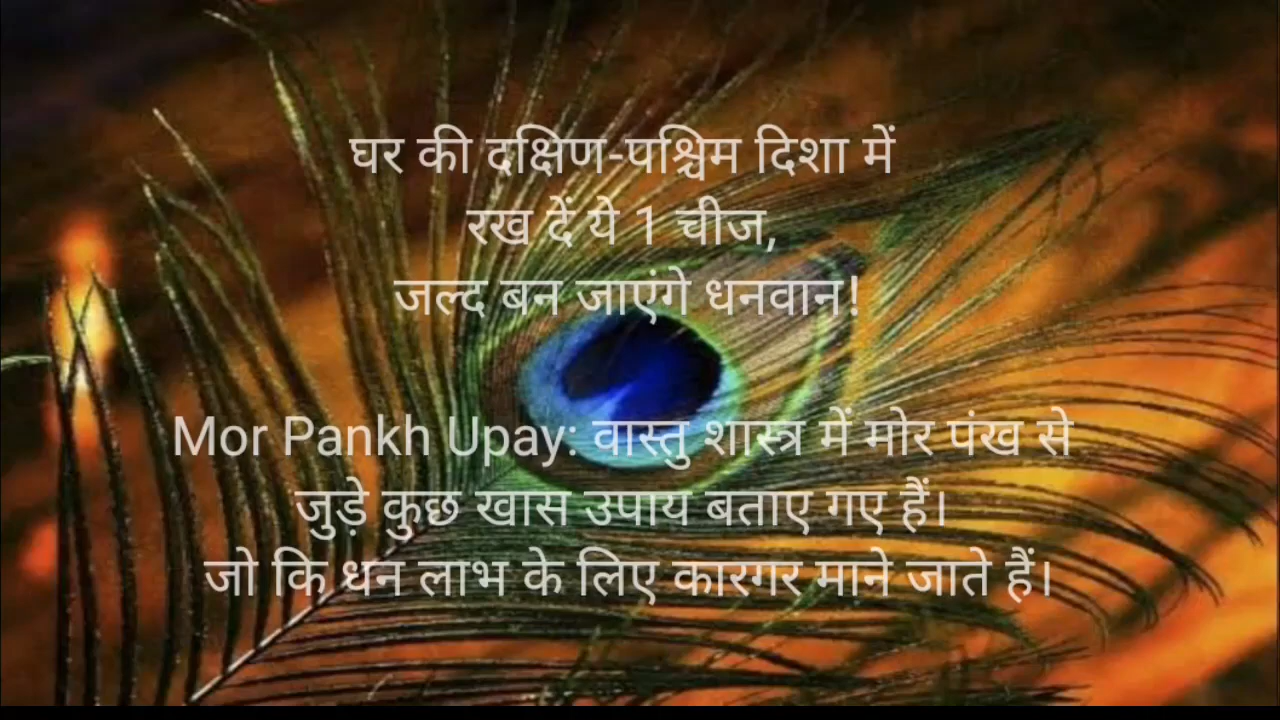 घर की दक्षिण-पश्चिम दिशा में
रख दें ये 1 चीज,
जल्द बन जाएंगे धनवान!
Mor Pankh Upay: वास्तु शास्त्र में मोर पंख से
जुड़े कुछ खास उपाय बताए गए हैं।
जो कि धन लाभ के लिए कारगर माने जाते हैं।